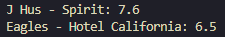 J Hus - Spirit: 7.6
Eagles - Hotel California: 6.5